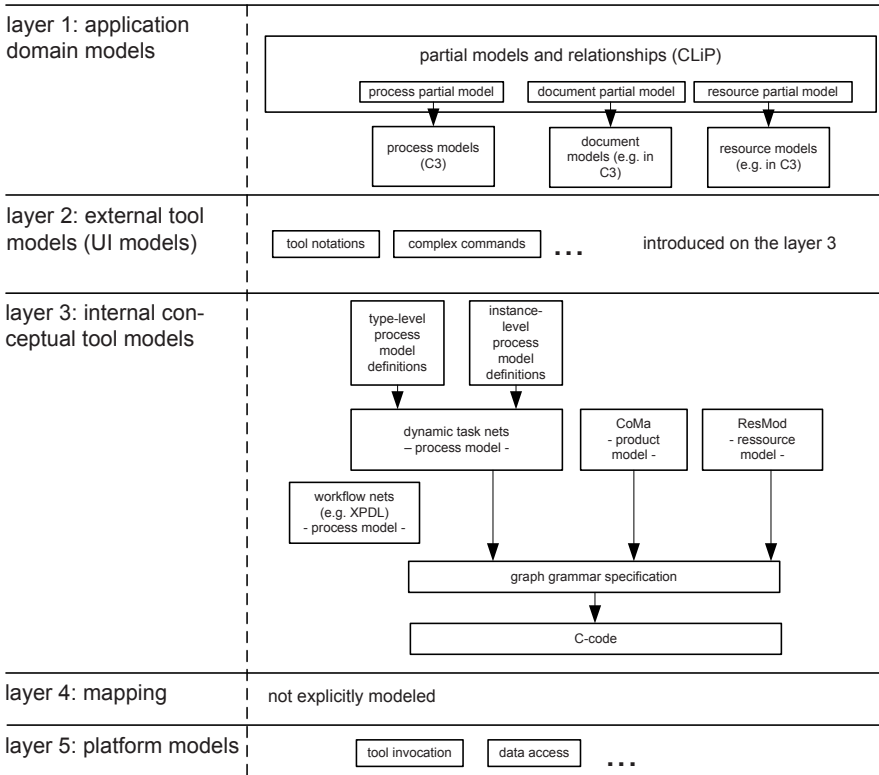 layer 1: application
domain models
partial models and relationships (CLiP)
process partial model
document partial model
resource partial model
process models
(C3)
document
models (e.g. in
C3)
resource models
(e.g. in C3)
layer 2: external tool
models (UI models)
tool notations
complex commands
...
introduced on the layer 3
layer 3: internal con-
ceptual tool models
type-level
process
model
definitions
instance-
level
process
model
definitions
dynamic task nets
– process model -
CoMa
- product
model -
ResMod
- ressource
model -
workflow nets
(e.g. XPDL)
- process model -
graph grammar specification
C-code
layer 4: mapping
not explicitly modeled
layer 5: platform models
tool invocation
data access
...